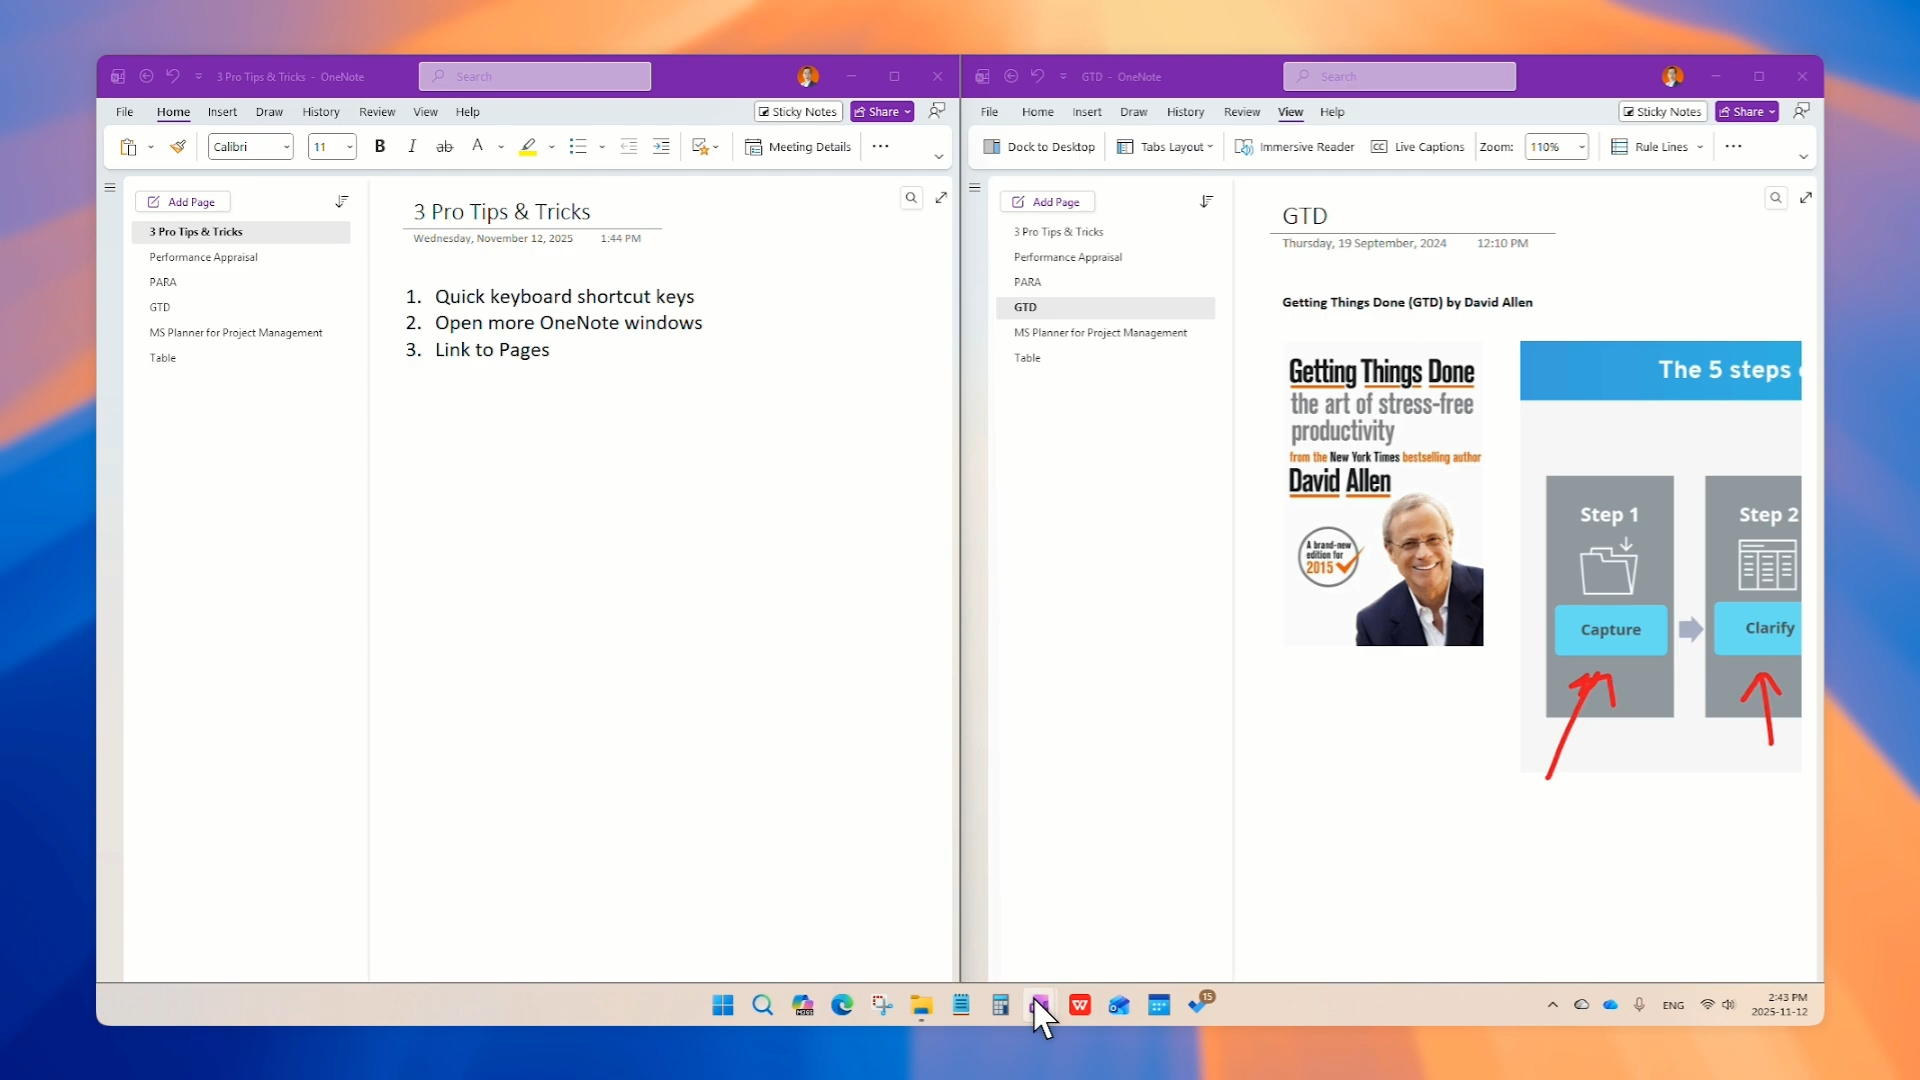 3 Pro Tips & Tricks - OneNote
Search
File Home Insert Draw History Review View Help
Sticky Notes Share
Calibri 11 B I ab A Meeting Details
Add Page
3 Pro Tips & Tricks
Performance Appraisal
PARA
GTD
MS Planner for Project Management
Table
3 Pro Tips & Tricks
Wednesday, November 12, 2025 1:44 PM
1. Quick keyboard shortcut keys
2. Open more OneNote windows
3. Link to Pages
GTD - OneNote
Search
File Home Insert Draw History Review View Help
Sticky Notes Share
Dock to Desktop Tabs Layout Immersive Reader CC Live Captions Zoom: 110% Rule Lines
Add Page
3 Pro Tips & Tricks
Performance Appraisal
PARA
GTD
MS Planner for Project Management
Table
GTD
Thursday, 19 September, 2024 12:10 PM
Getting Things Done (GTD) by David Allen
Getting Things Done
the art of stress-free
productivity
from the New York Times bestselling author
David Allen
A brand-new
edition for
2015
The 5 steps
Step 1
Capture
Step 2
Clarify
15
ENG
2:43 PM
2025-11-12